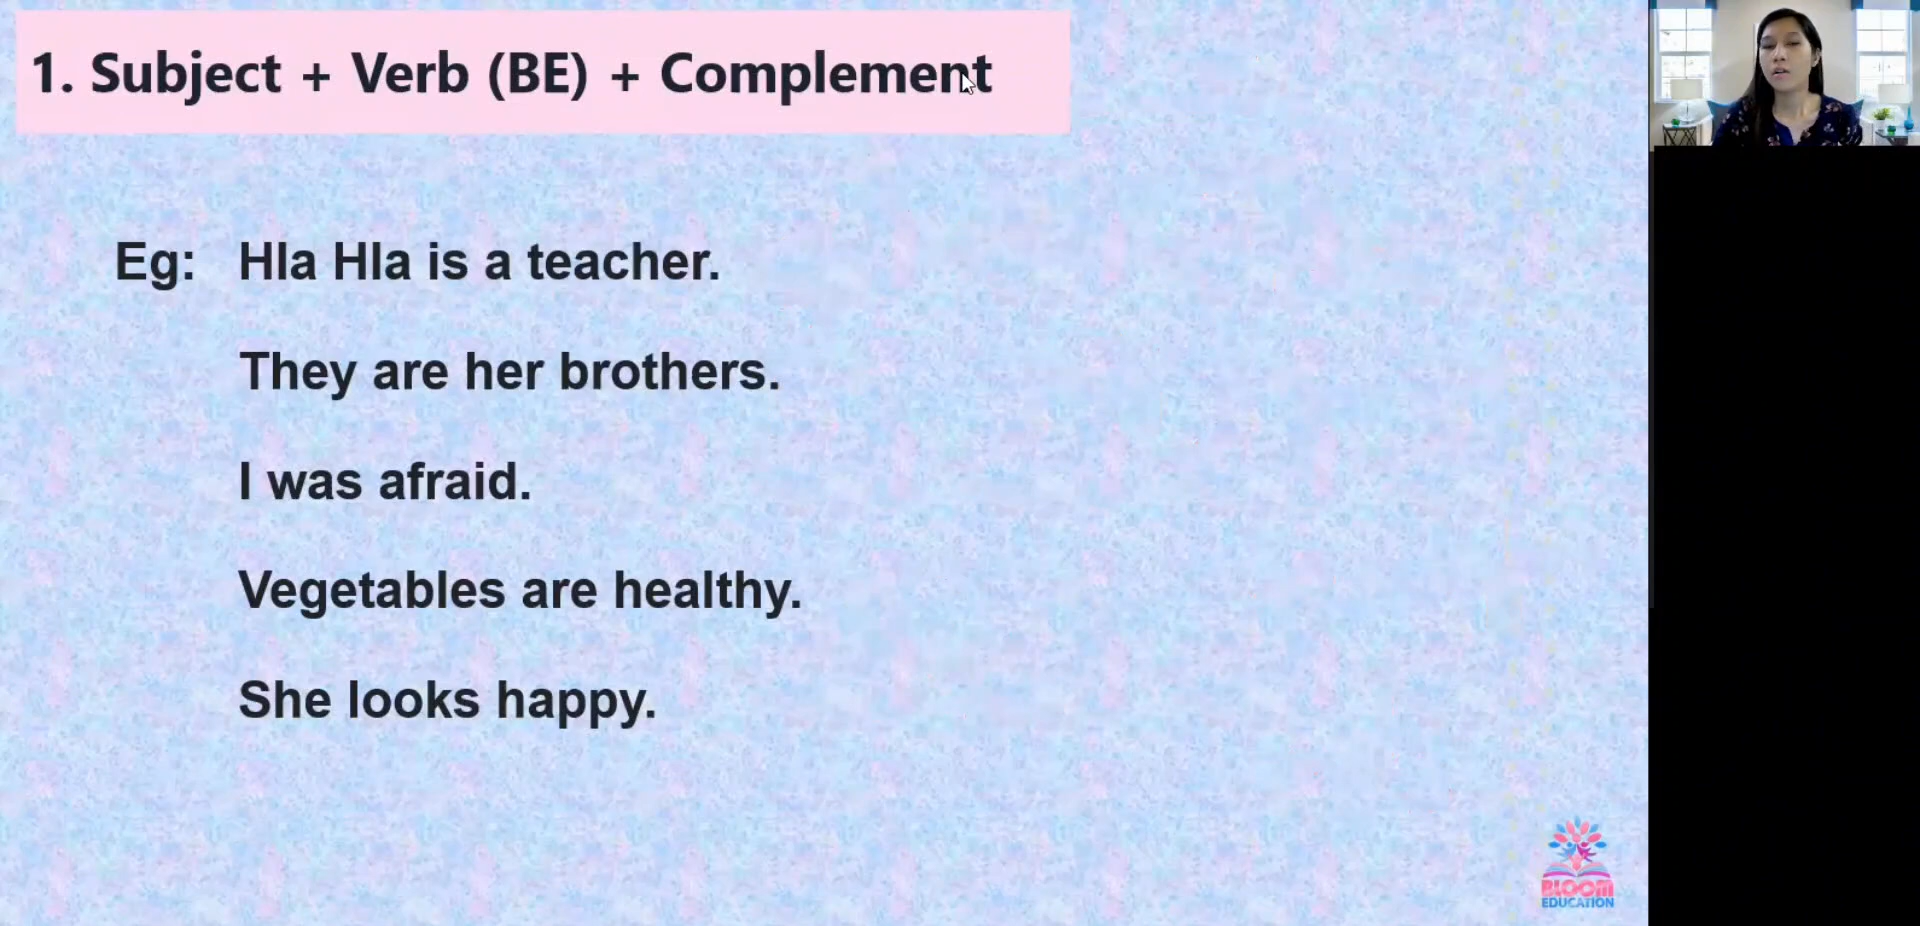 1. Subject + Verb (BE) + Complement
Eg: Hla Hla is a teacher.
They are her brothers.
I was afraid.
Vegetables are healthy.
She looks happy.
BLOOM
EDUCATION